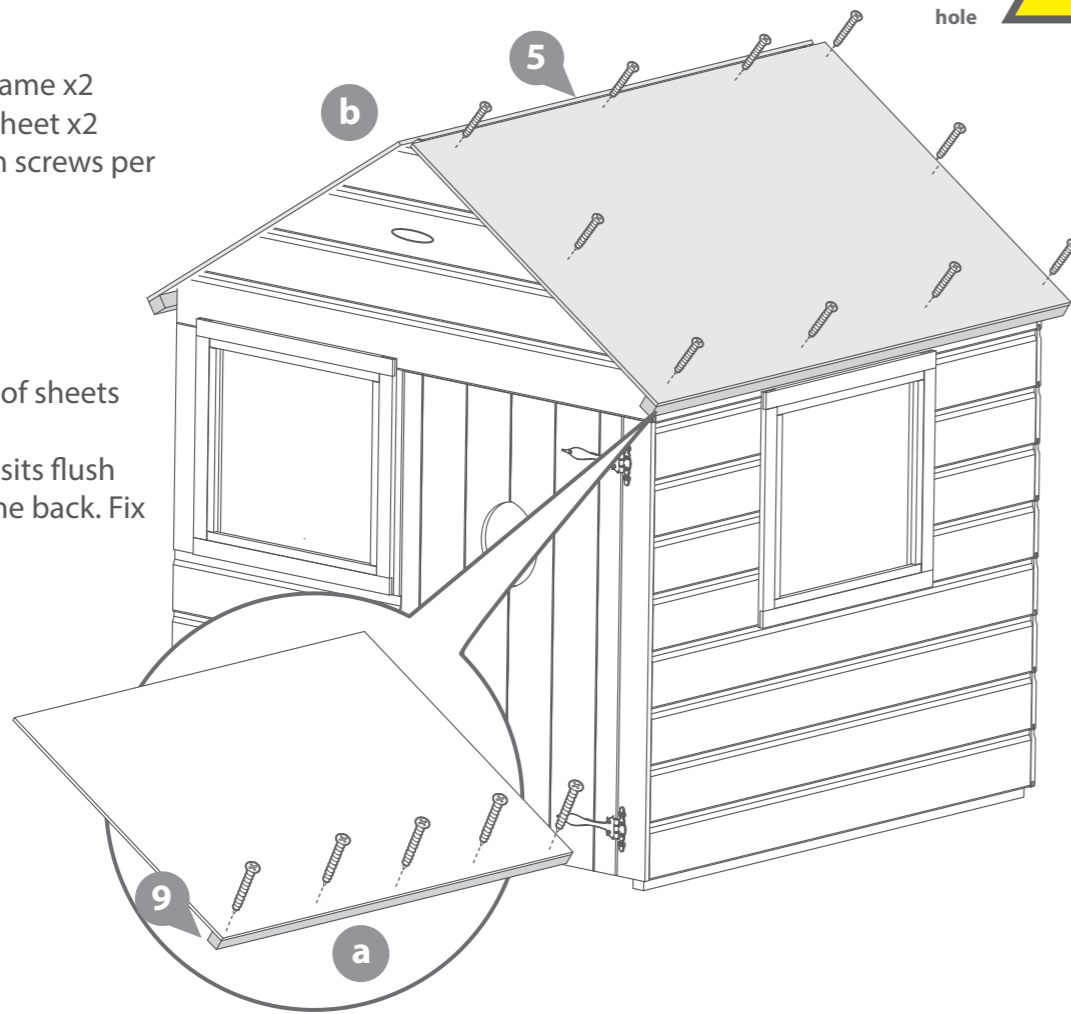 hole
ame x2
heet x2
n screws per
of sheets
sits flush
he back. Fix
5
b
9
a